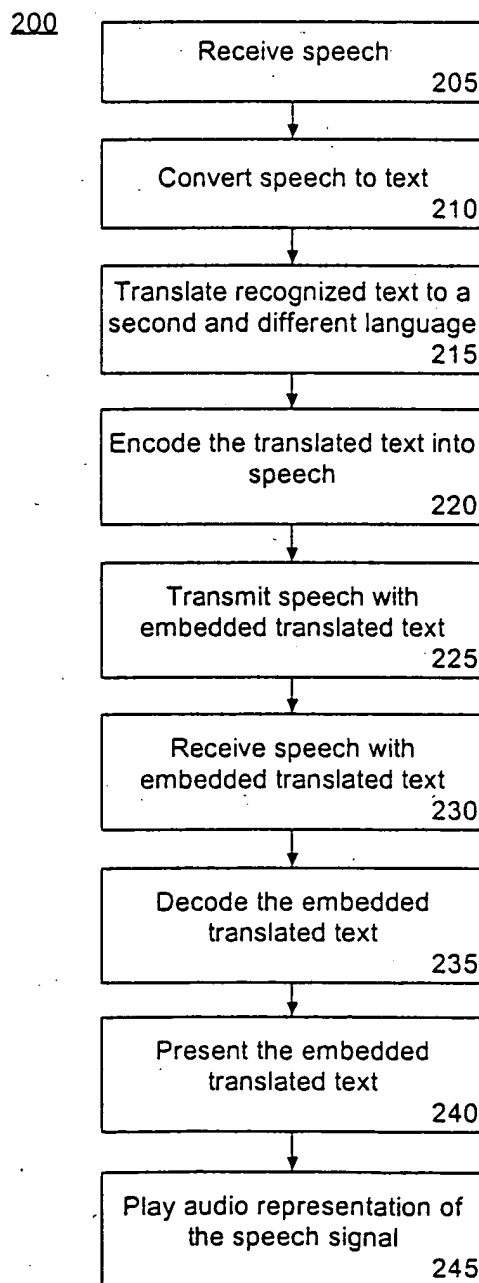 200
Receive speech
205
Convert speech to text
210
Translate recognized text to a
second and different language
215
Encode the translated text into
speech
220
Transmit speech with
embedded translated text
225
Receive speech with
embedded translated text
230
Decode the embedded
translated text
235
Present the embedded
translated text
240
Play audio representation of
the speech signal
245